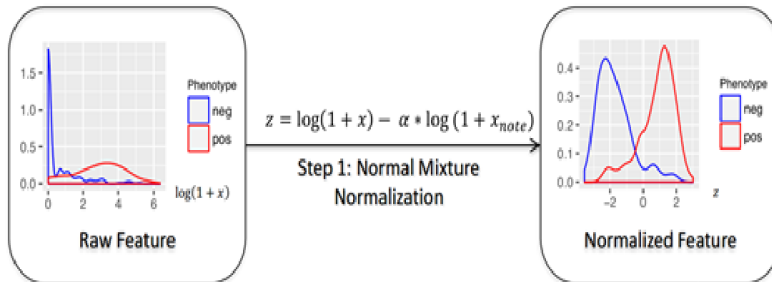 1.5
1.0
0.5
0.0
0 2 4 6
log(1 + x)
Phenotype
neg
pos
Raw Feature
z = log(1 + x) − α * log (1 + x_note)
Step 1: Normal Mixture
Normalization
0.4
0.3
0.2
0.1
0.0
−2 0 2
z
Phenotype
neg
pos
Normalized Feature